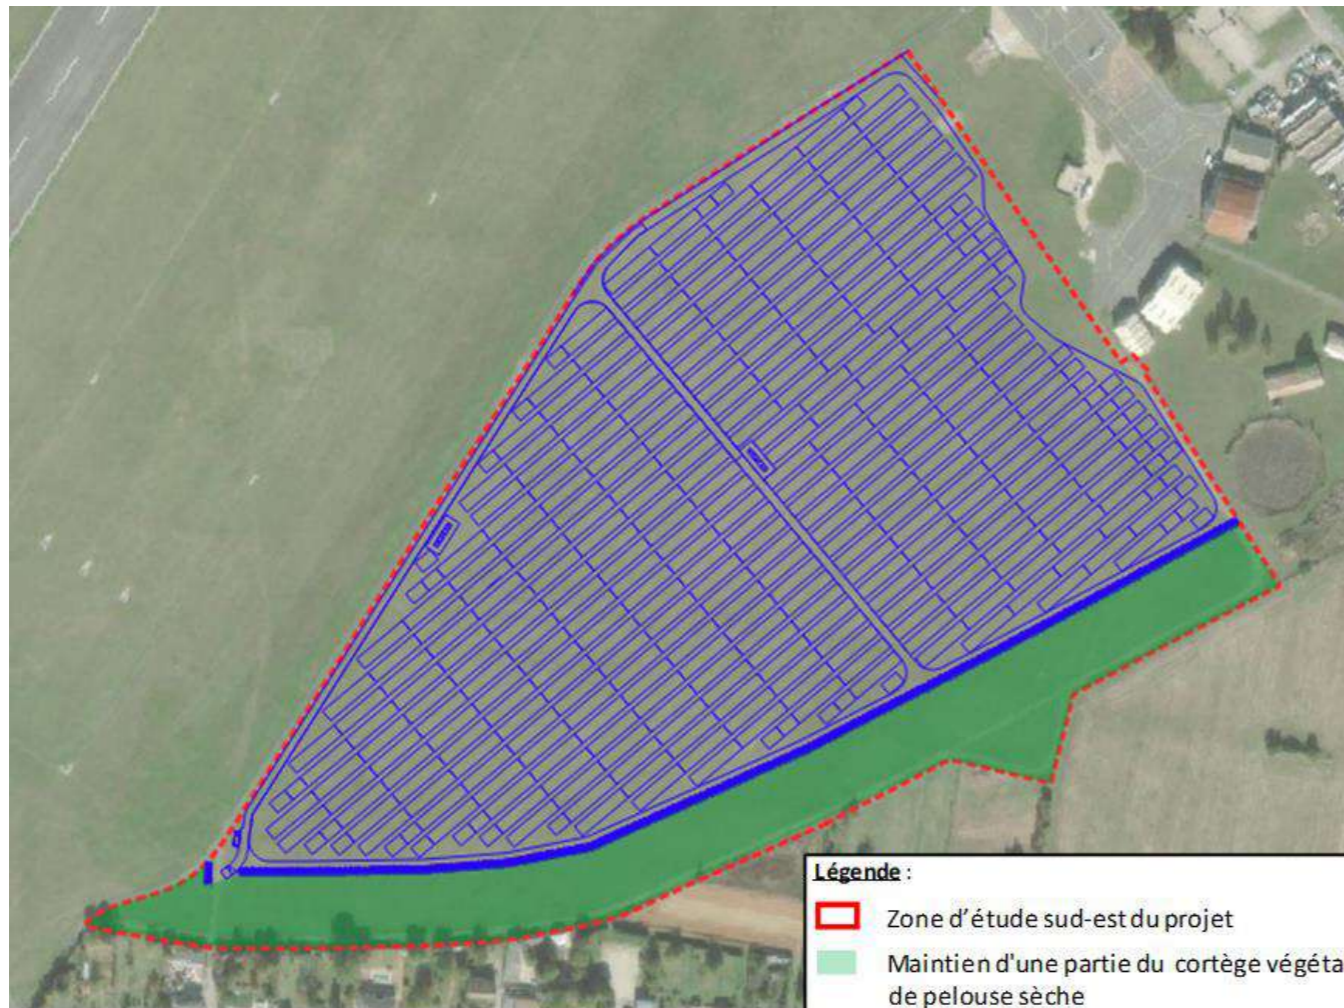 Légende :
Zone d'étude sud-est du projet
Maintien d'une partie du cortège végéta
de pelouse sèche